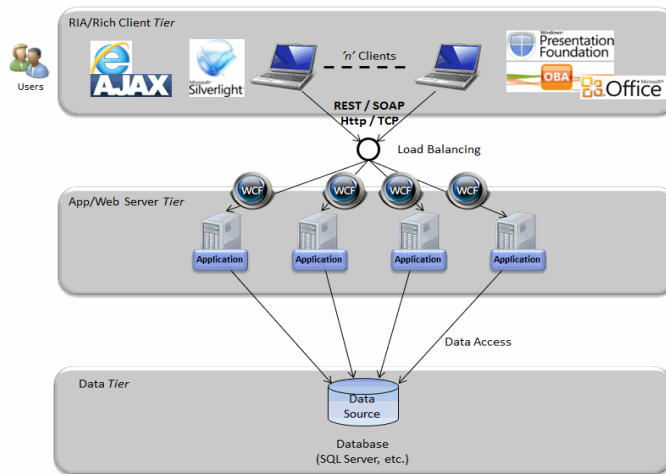 RIA/Rich Client Tier
Users
AJAX
Microsoft
Silverlight
'n' Clients
Windows
Presentation
Foundation
OBA
Microsoft
Office
REST / SOAP
Http / TCP
Load Balancing
WCF
WCF
WCF
WCF
App/Web Server Tier
Application
Application
Application
Application
Data Access
Data Tier
Data
Source
Database
(SQL Server, etc.)